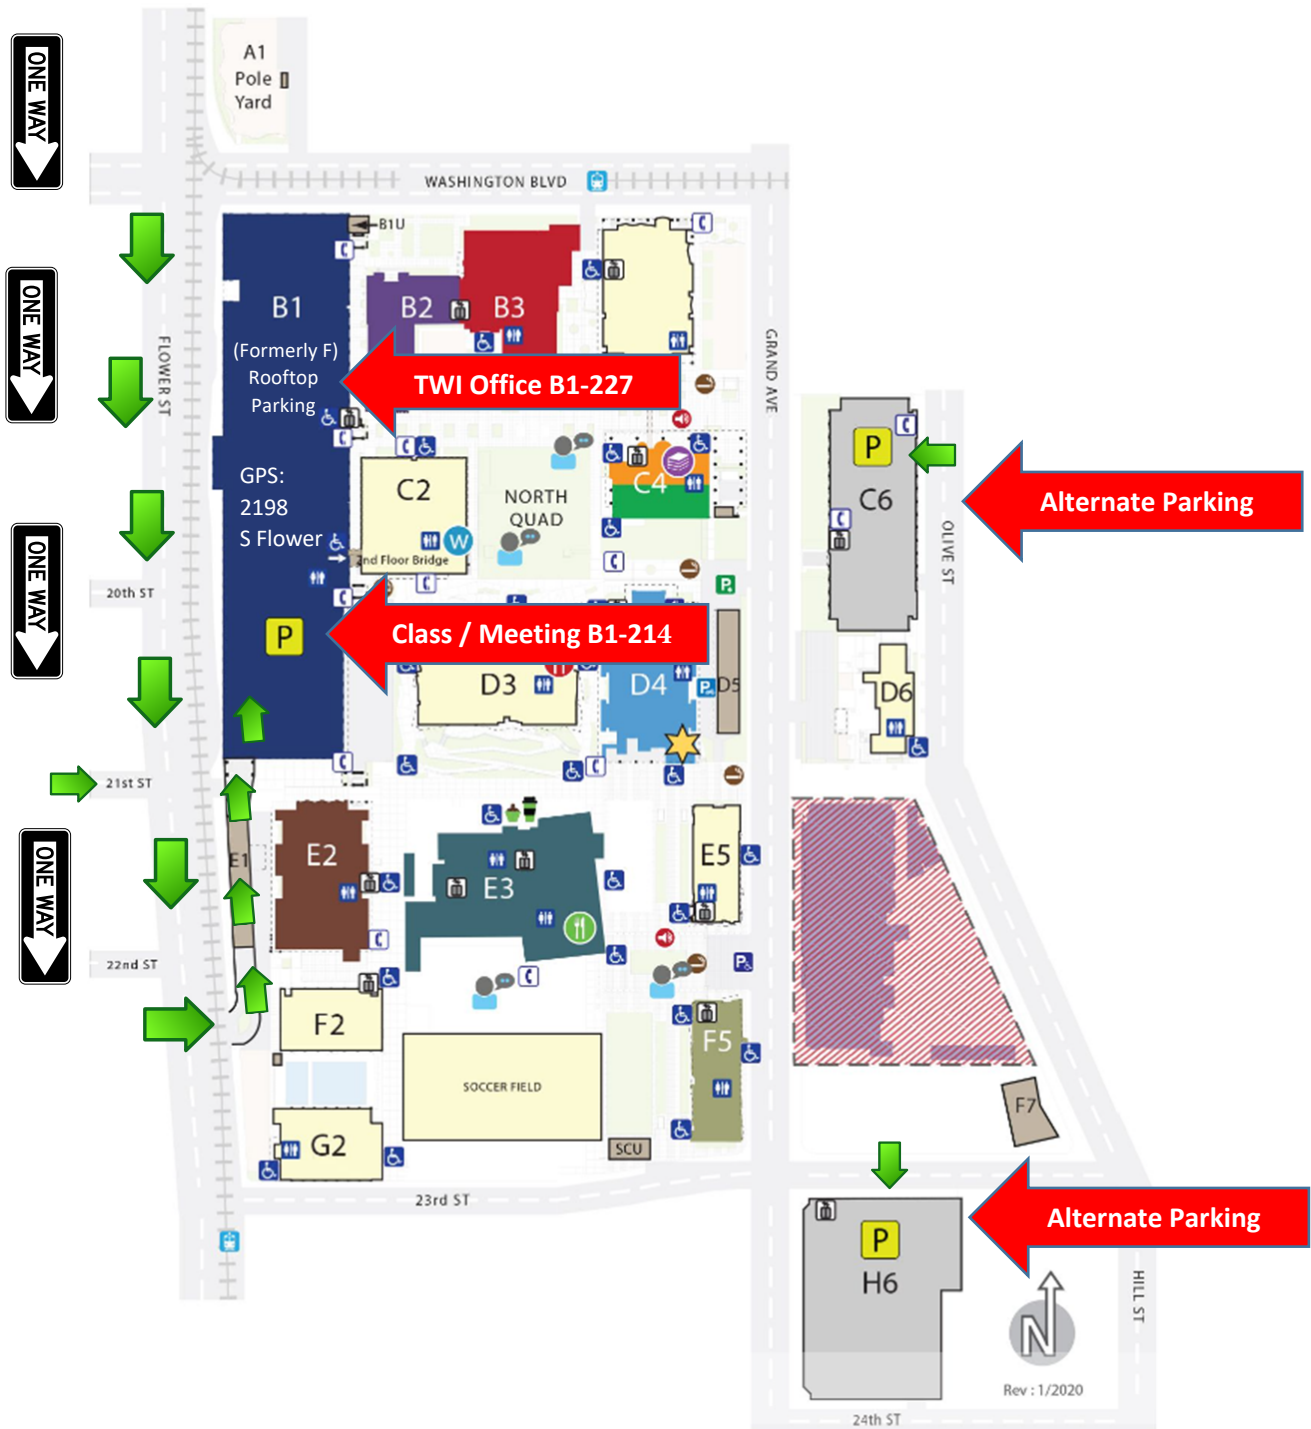 ONE WAY
A1
Pole
Yard
WASHINGTON BLVD
B1U
ONE WAY
B1
B2
B3
FLOWER ST
GRAND AVE
(Formerly F)
Rooftop
Parking
TWI Office B1-227
P
C6
Alternate Parking
OLIVE ST
GPS:
2198
S Flower
C2
NORTH
QUAD
C4
W
2nd Floor Bridge
ONE WAY
20th ST
P
P
Class / Meeting B1-214
D3
D4
P
D5
D6
21st ST
ONE WAY
E1
E2
E3
E5
22nd ST
P
F2
F5
SOCCER FIELD
F7
G2
SCU
23rd ST
P
H6
Alternate Parking
HILL ST
N
Rev : 1/2020
24th ST